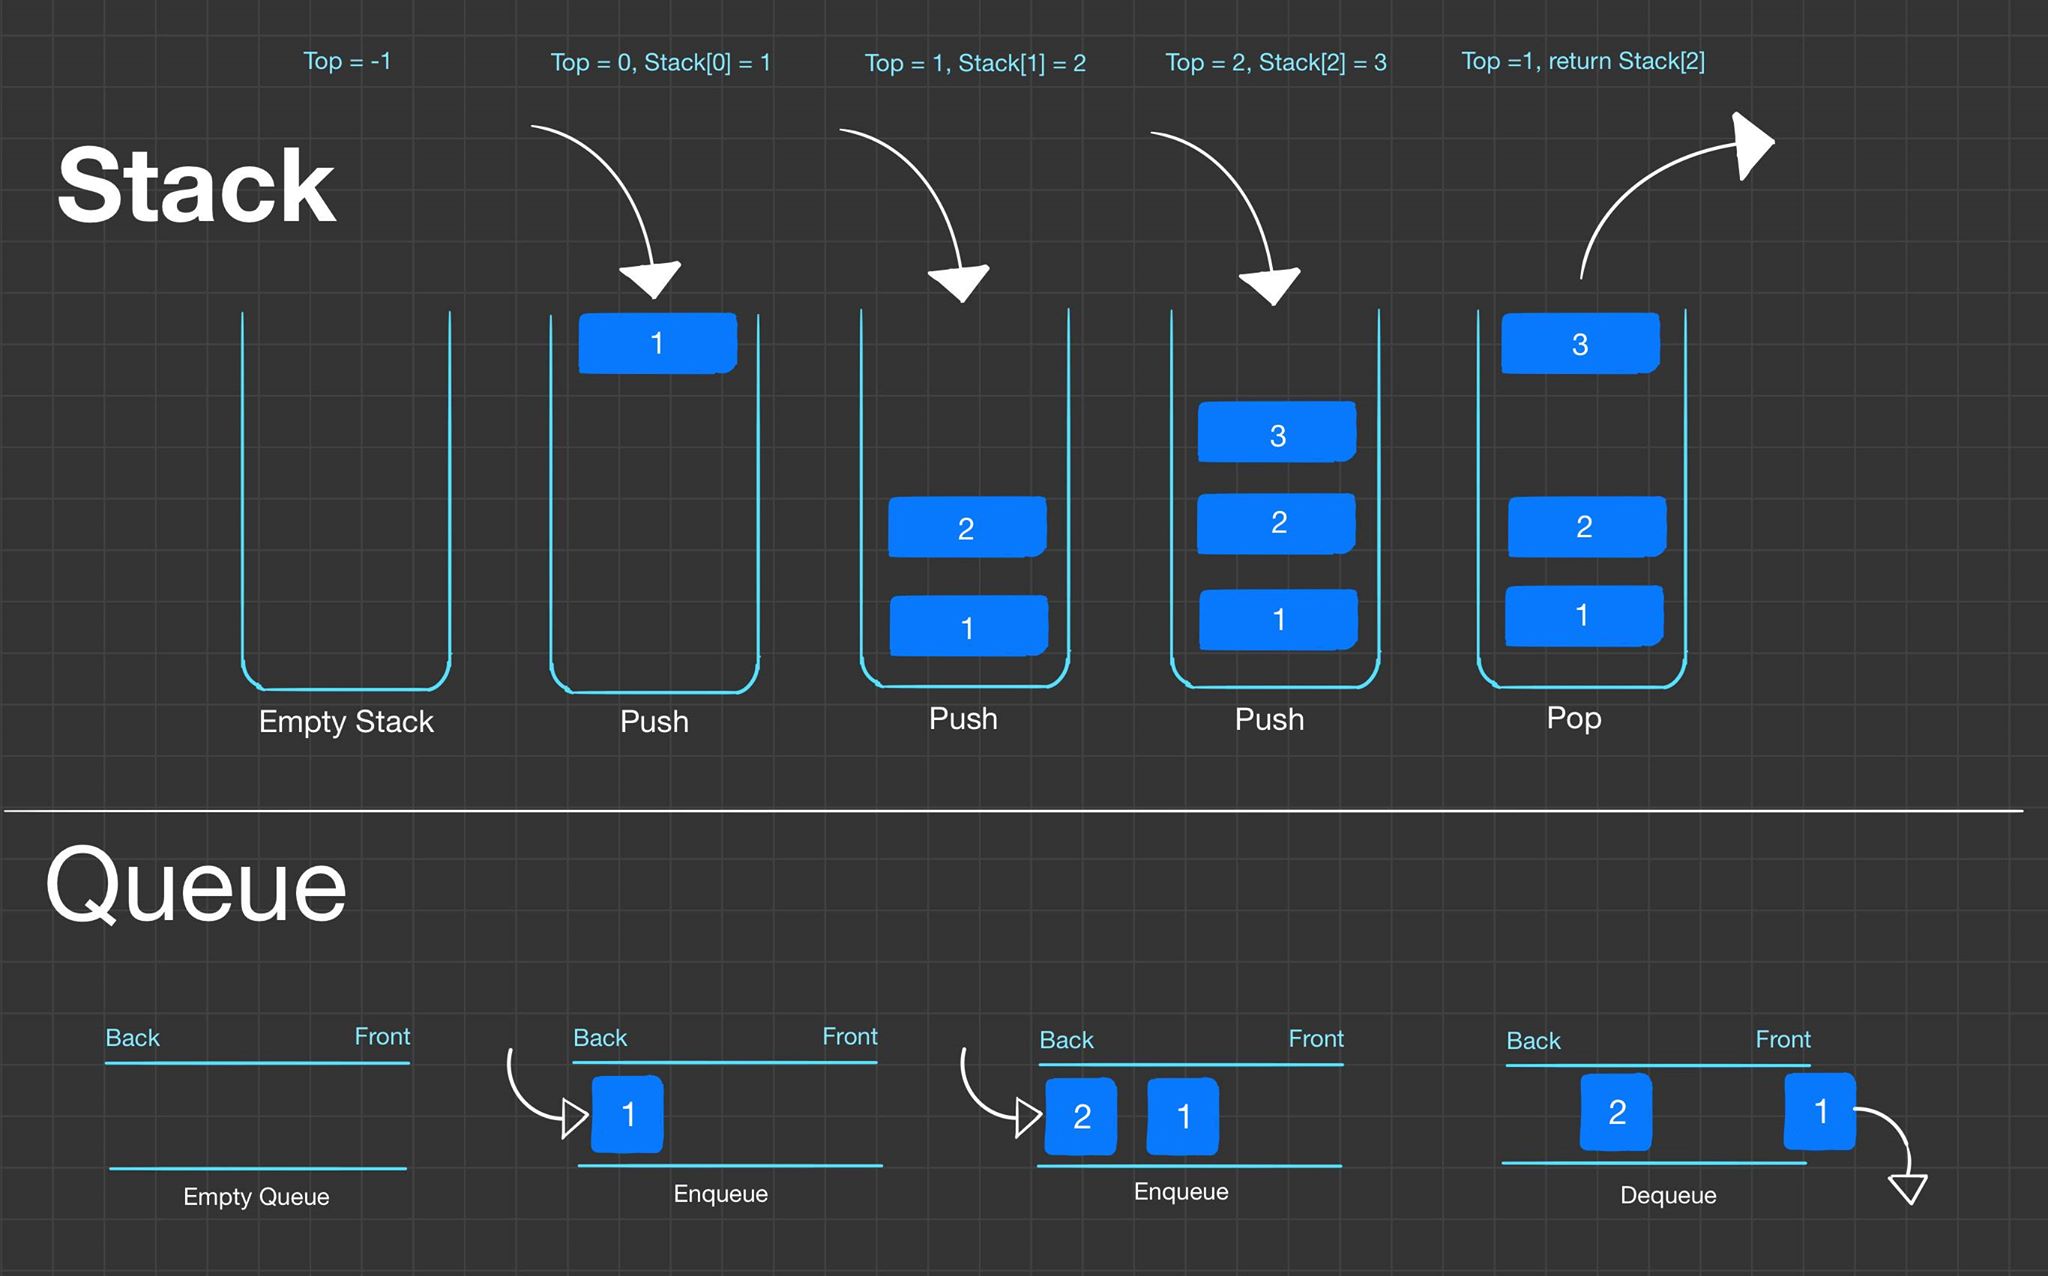 Top = -1
Top = 0, Stack[0] = 1
Top = 1, Stack[1] = 2
Top = 2, Stack[2] = 3
Top =1, return Stack[2]
Stack
1
2
1
3
2
1
3
2
1
Empty Stack
Push
Push
Push
Pop
Queue
Back Front
Back Front
Back Front
Back Front
1
2 1
2 1
Empty Queue
Enqueue
Enqueue
Dequeue